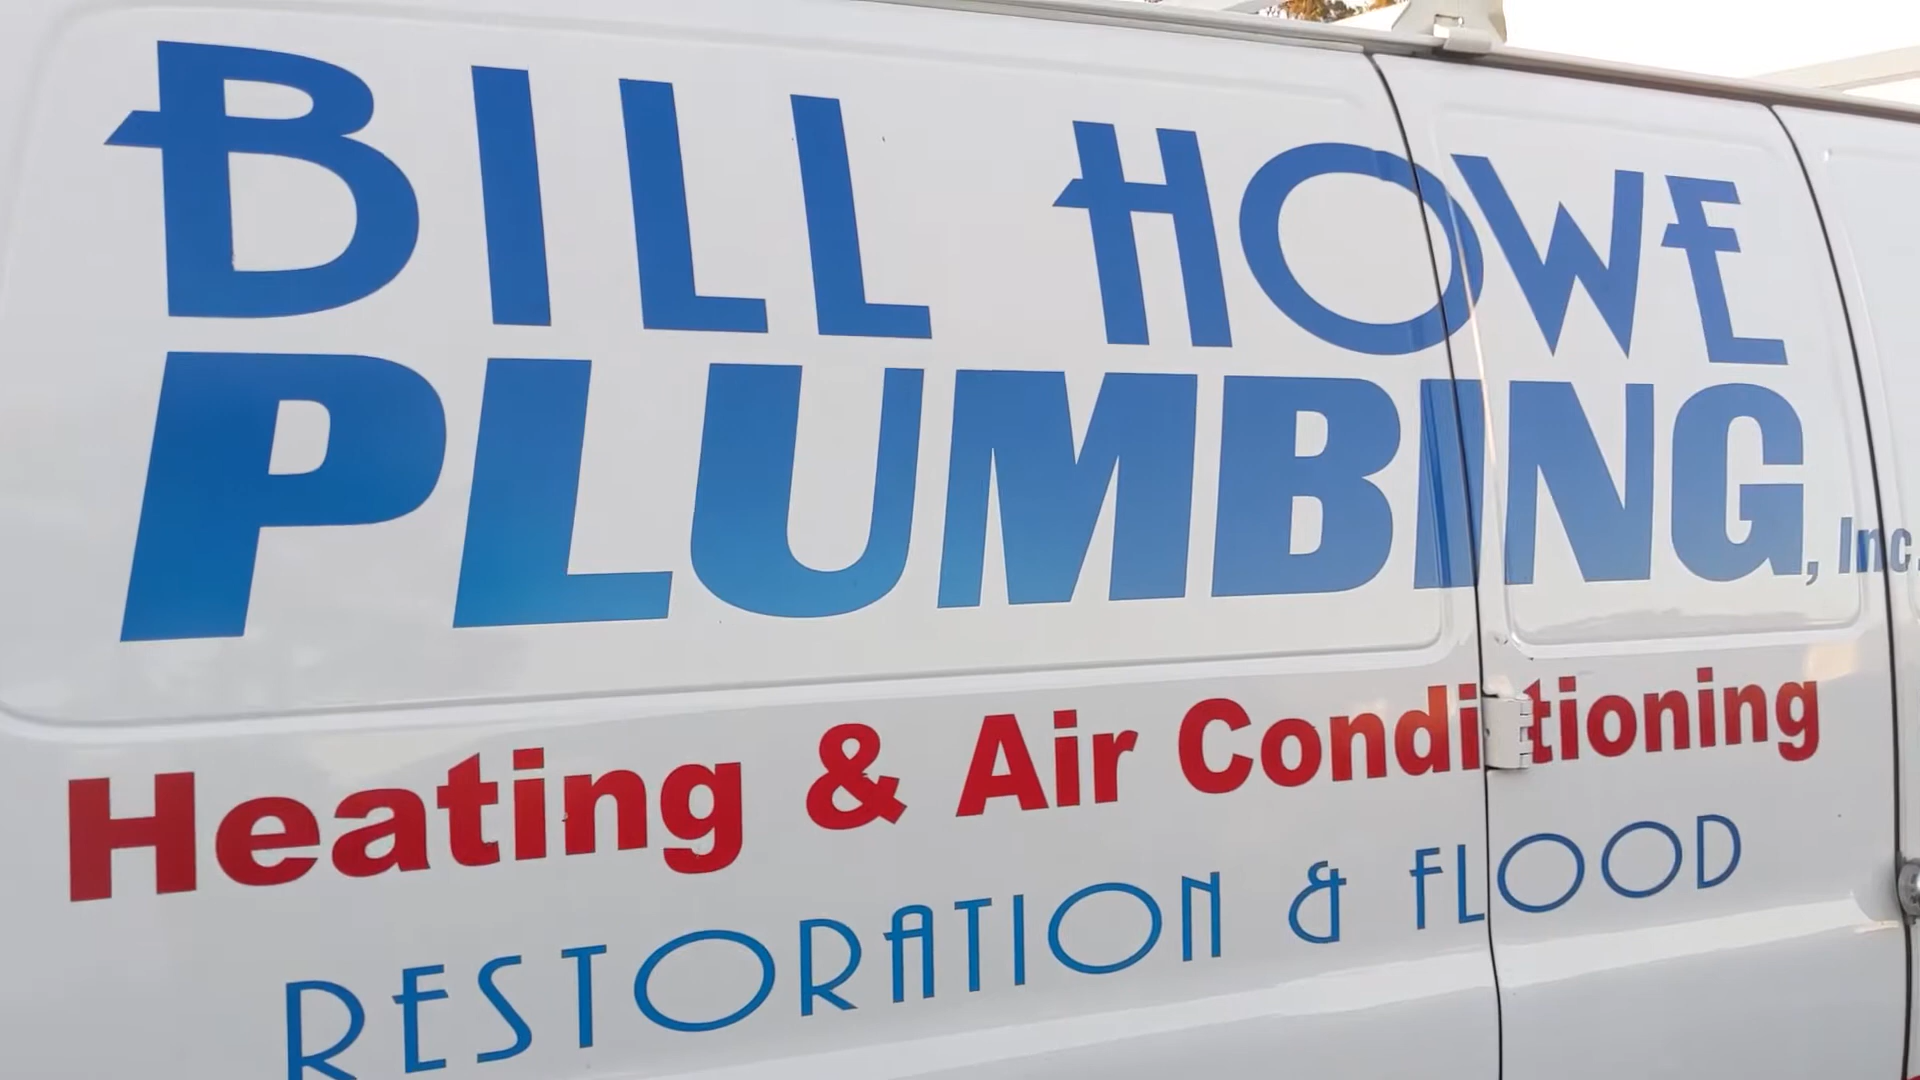 BILL HOWE
PLUMBING, Inc.
Heating & Air Conditioning
RESTORATION & FLOOD